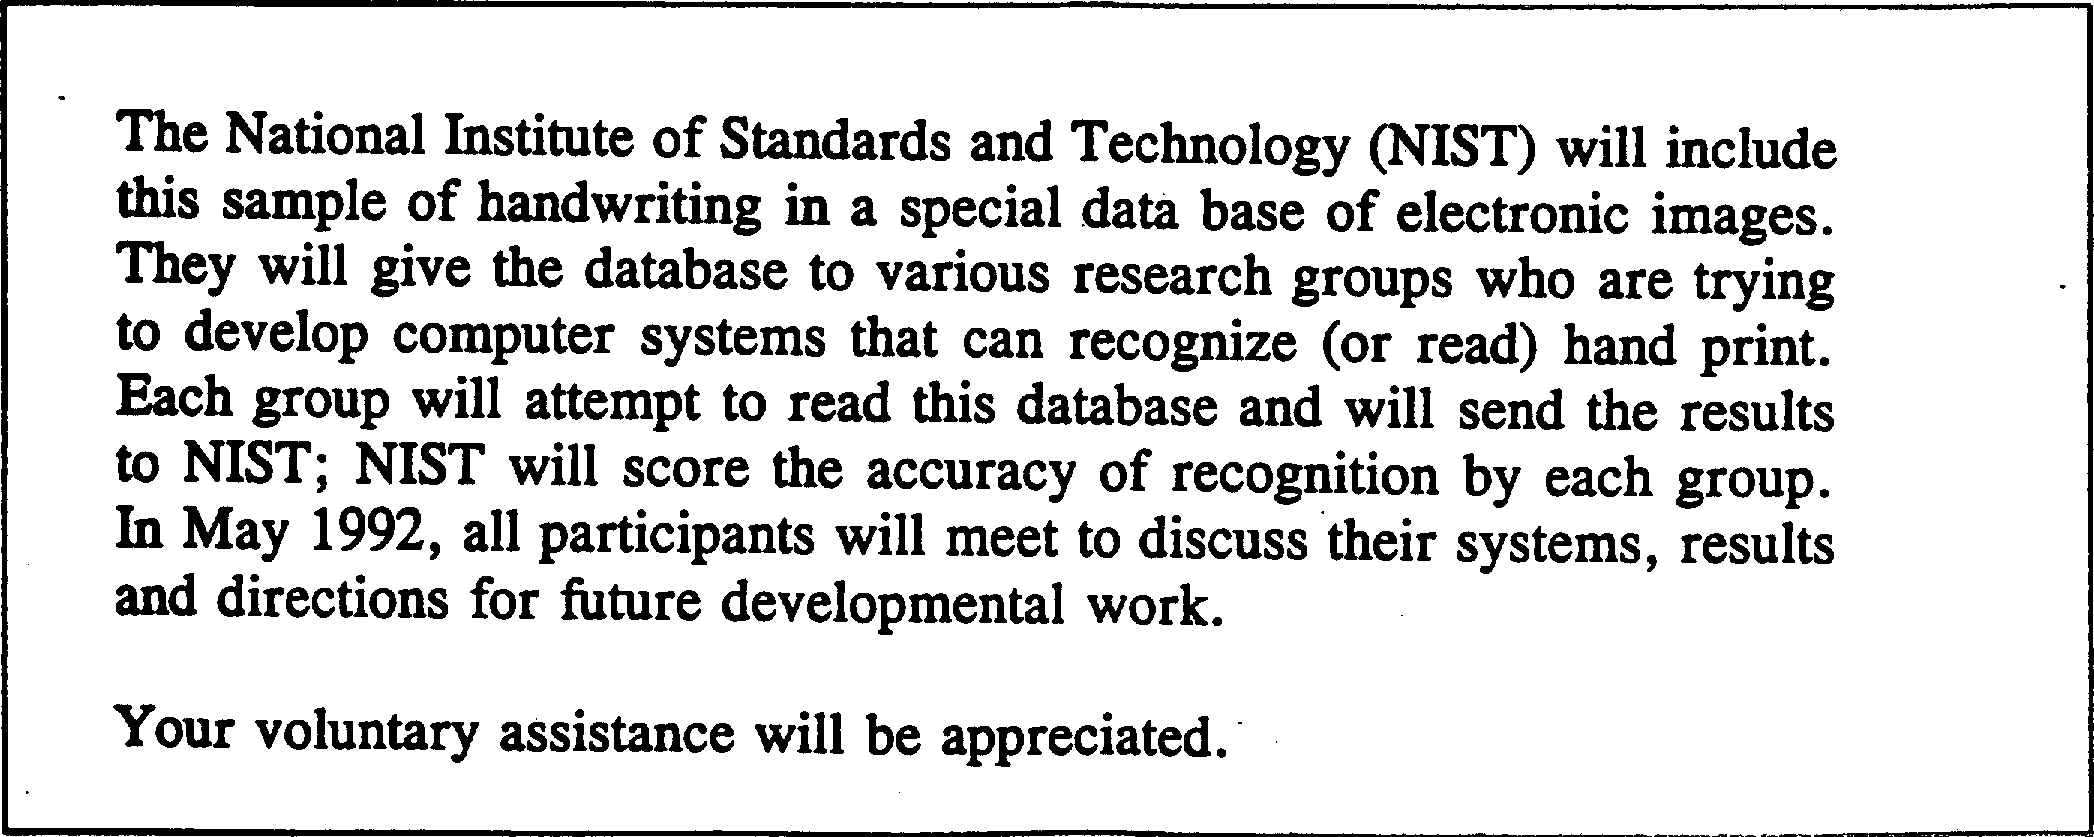 The National Institute of Standards and Technology (NIST) will include
this sample of handwriting in a special data base of electronic images.
They will give the database to various research groups who are trying
to develop computer systems that can recognize (or read) hand print.
Each group will attempt to read this database and will send the results
to NIST; NIST will score the accuracy of recognition by each group.
In May 1992, all participants will meet to discuss their systems, results
and directions for future developmental work.
Your voluntary assistance will be appreciated.